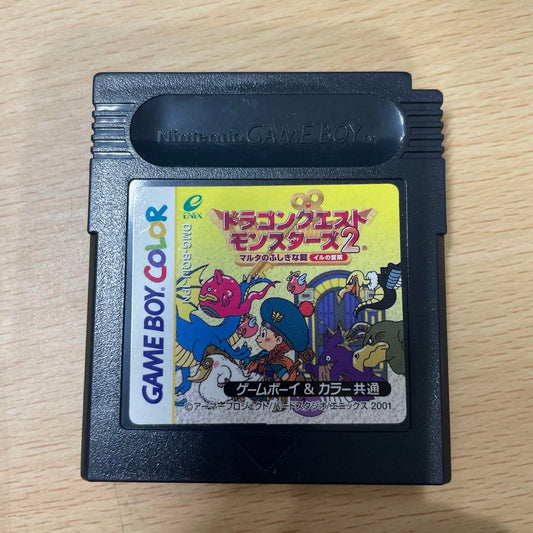 Nintendo GAME BOY TM
ENIX
GAME BOY COLOR
ドラゴンクエスト
モンスターズ2
マルタのふしぎな鍵 イルの冒険
ゲームボーイ & カラー共通
©アーマープロジェクト/バードスタジオ/エニックス 2001